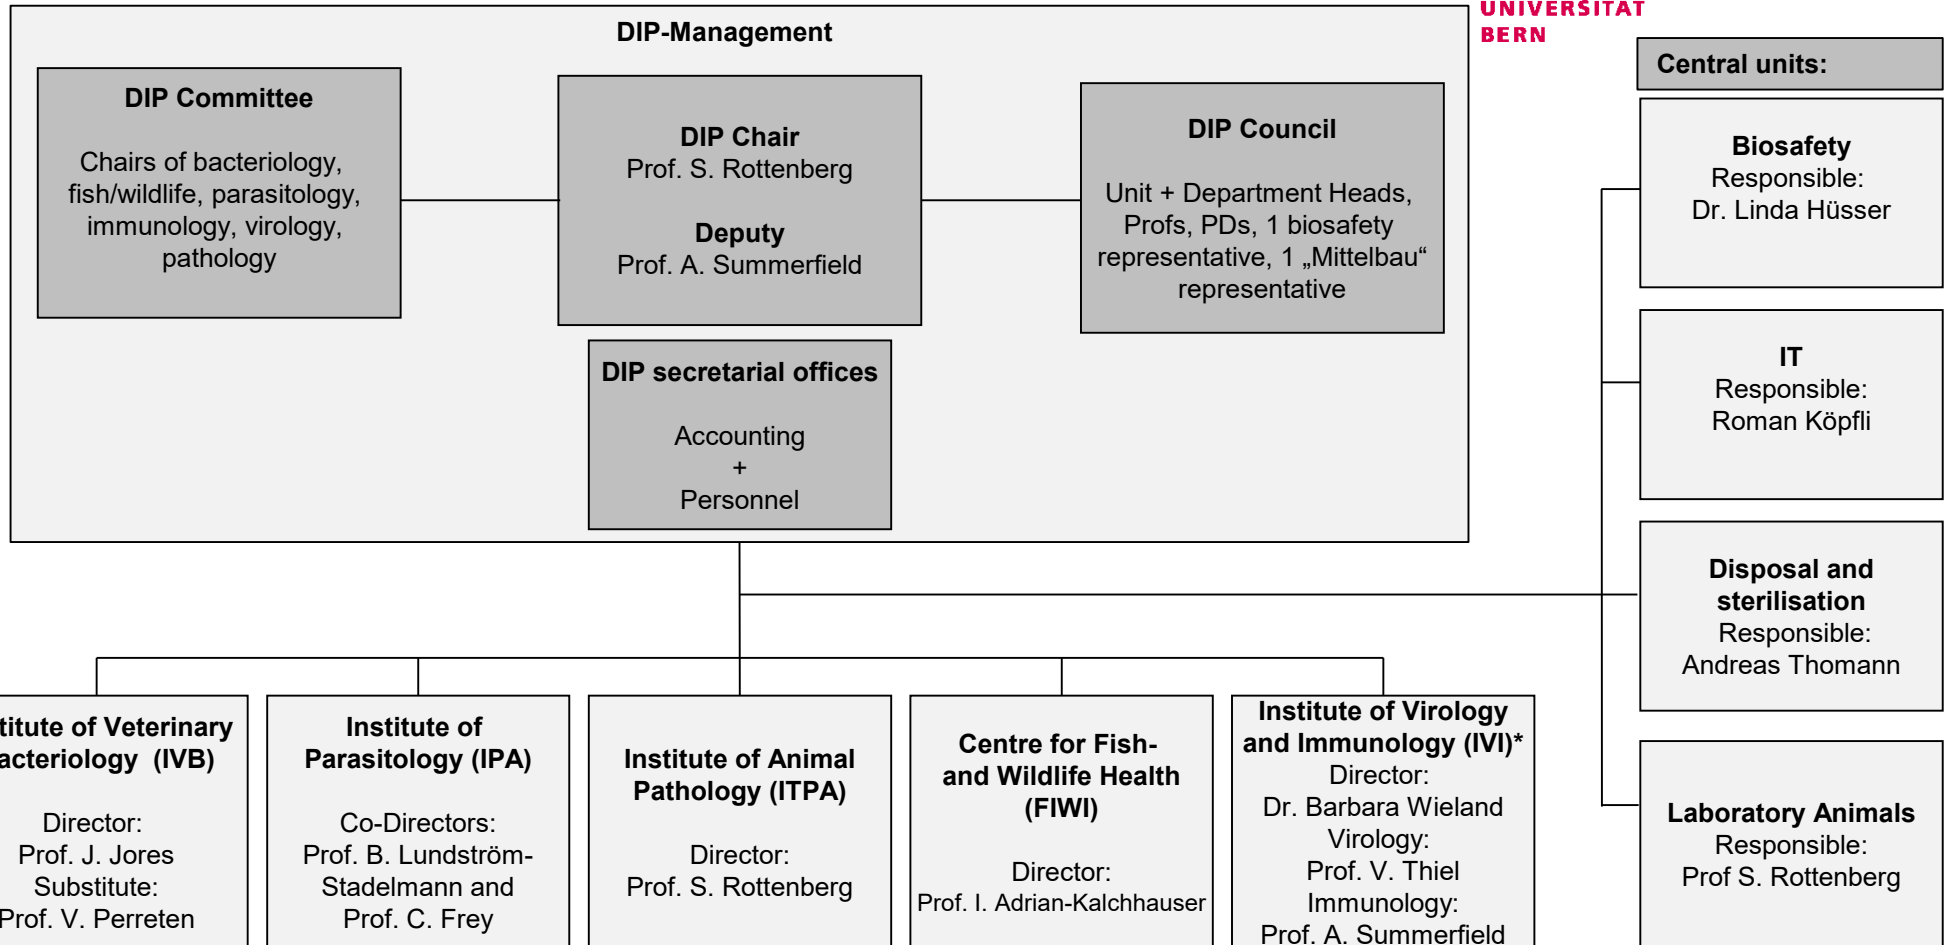 UNIVERSITÄT
BERN
DIP-Management
DIP Committee
Chairs of bacteriology,
fish/wildlife, parasitology,
immunology, virology,
pathology
DIP Chair
Prof. S. Rottenberg
Deputy
Prof. A. Summerfield
DIP Council
Unit + Department Heads,
Profs, PDs, 1 biosafety
representative, 1 „Mittelbau“
representative
DIP secretarial offices
Accounting
+
Personnel
Central units:
Biosafety
Responsible:
Dr. Linda Hüsser
IT
Responsible:
Roman Köpfli
Disposal and
sterilisation
Responsible:
Andreas Thomann
Laboratory Animals
Responsible:
Prof S. Rottenberg
titute of Veterinary
acteriology (IVB)
Director:
Prof. J. Jores
Substitute:
Prof. V. Perreten
Institute of
Parasitology (IPA)
Co-Directors:
Prof. B. Lundström-
Stadelmann and
Prof. C. Frey
Institute of Animal
Pathology (ITPA)
Director:
Prof. S. Rottenberg
Centre for Fish-
and Wildlife Health
(FIWI)
Director:
Prof. I. Adrian-Kalchhauser
Institute of Virology
and Immunology (IVI)*
Director:
Dr. Barbara Wieland
Virology:
Prof. V. Thiel
Immunology:
Prof. A. Summerfield